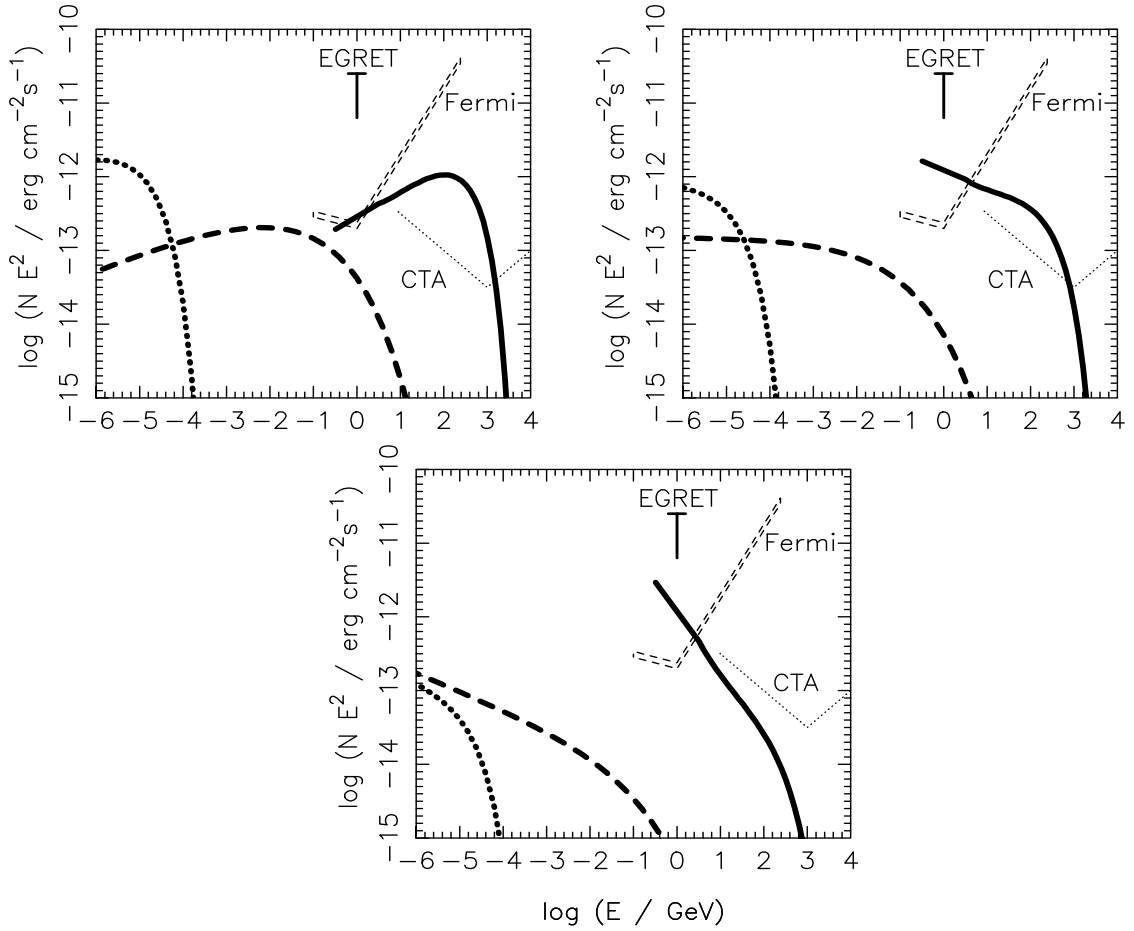 log (N E² / erg cm⁻²s⁻¹)
-10
-11
-12
-13
-14
-15
EGRET
Fermi
CTA
-6 -5 -4 -3 -2 -1 0 1 2 3 4
log (N E² / erg cm⁻²s⁻¹)
-10
-11
-12
-13
-14
-15
EGRET
Fermi
CTA
-6 -5 -4 -3 -2 -1 0 1 2 3 4
log (N E² / erg cm⁻²s⁻¹)
-10
-11
-12
-13
-14
-15
EGRET
Fermi
CTA
-6 -5 -4 -3 -2 -1 0 1 2 3 4
log (E / GeV)